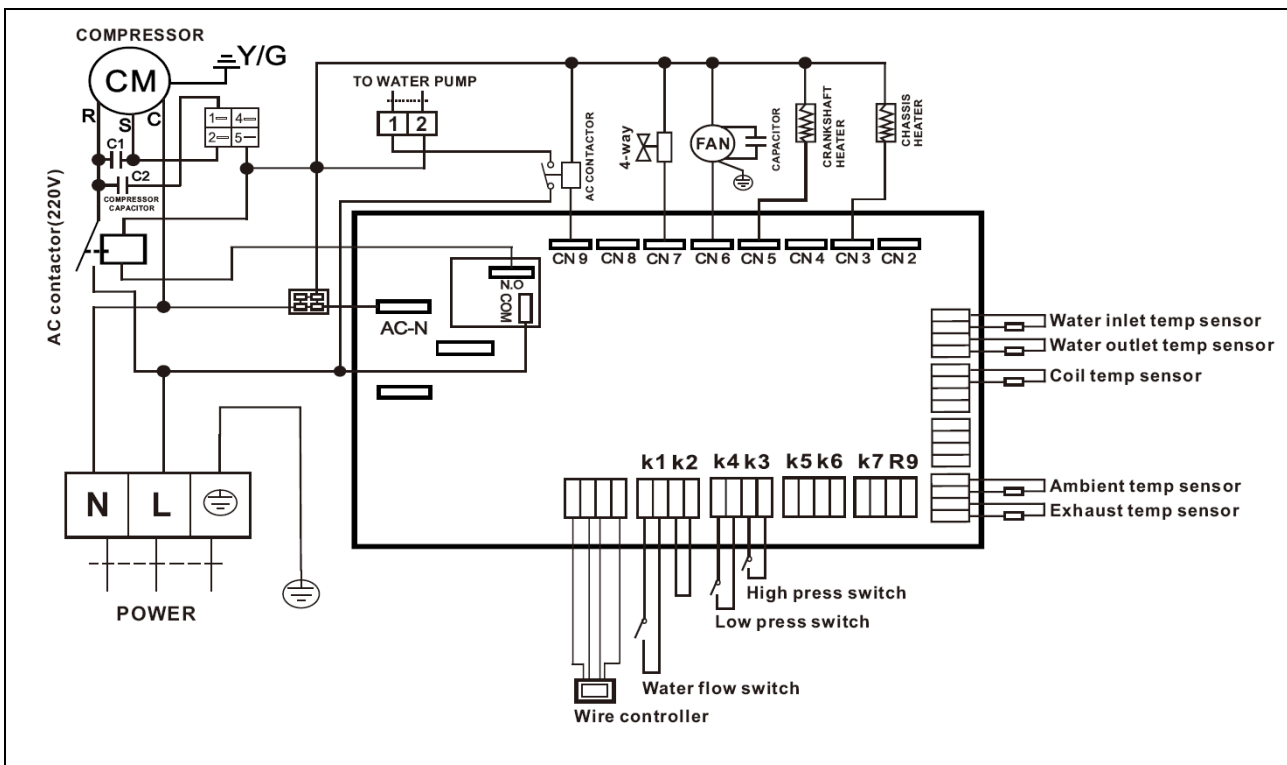 COMPRESSOR
CM
Y/G
R
S
C
C1
C2
COMPRESSOR
CAPACITOR
1
4
2
5
AC contactor(220V)
TO WATER PUMP
1 2
AC CONTACTOR
4-way
FAN
CAPACITOR
CRANKSHAFT
HEATER
CHASSIS
HEATER
CN 9 CN 8 CN 7 CN 6 CN 5 CN 4 CN 3 CN 2
N.O
COM
AC-N
Water inlet temp sensor
Water outlet temp sensor
Coil temp sensor
Ambient temp sensor
Exhaust temp sensor
k1 k2 k4 k3 k5 k6 k7 R9
N L
POWER
High press switch
Low press switch
Water flow switch
Wire controller